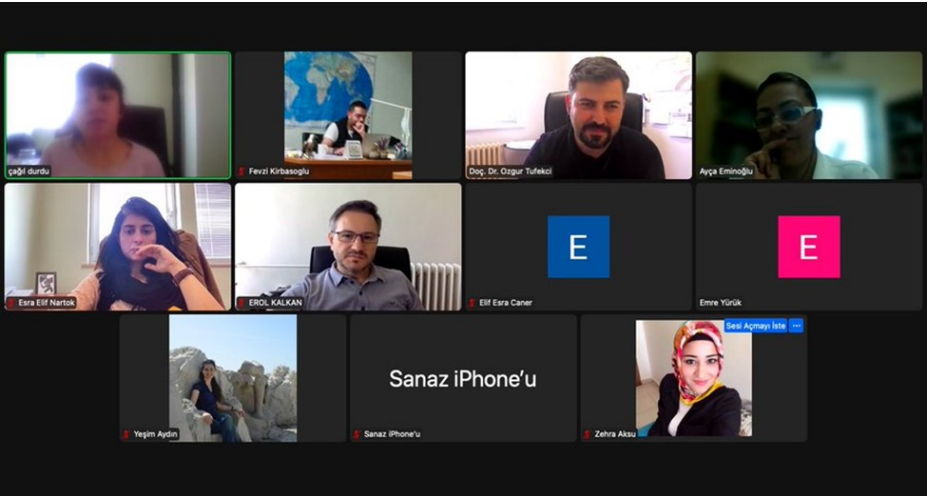 çağıl durdu
Fevzi Kirbasoglu
Doç. Dr. Ozgur Tufekci
Ayça Eminoğlu
Esra Elif Nartok
EROL KALKAN
E
Elif Esra Caner
E
Emre Yürük
Yeşim Aydın
Sanaz iPhone'u
Sanaz iPhone'u
Sesi Açmayı İste
Zehra Aksu